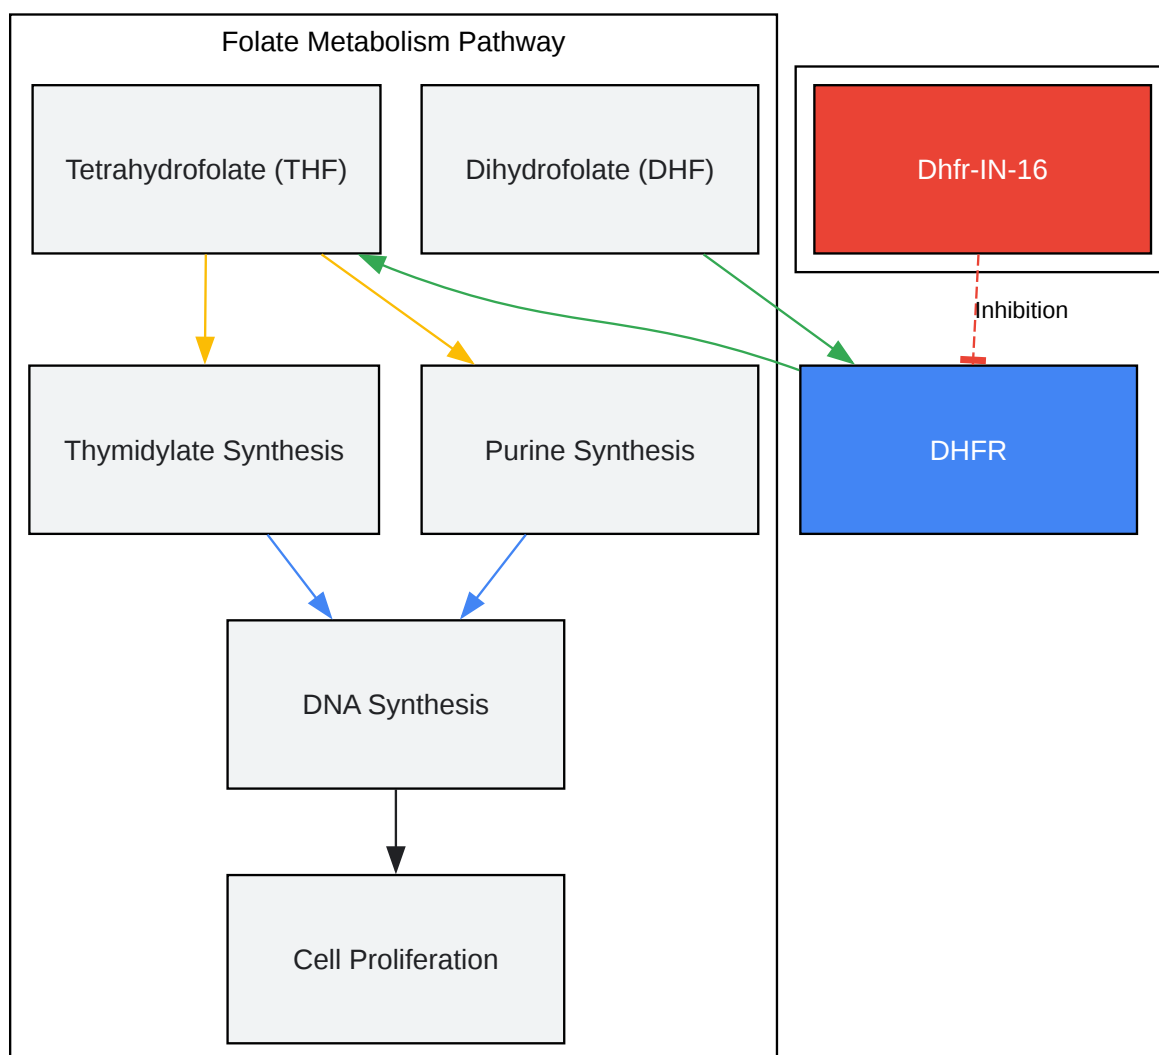 Folate Metabolism Pathway
Tetrahydrofolate (THF)
Dihydrofolate (DHF)
Dhfr-IN-16
Inhibition
Thymidylate Synthesis
Purine Synthesis
DHFR
DNA Synthesis
Cell Proliferation